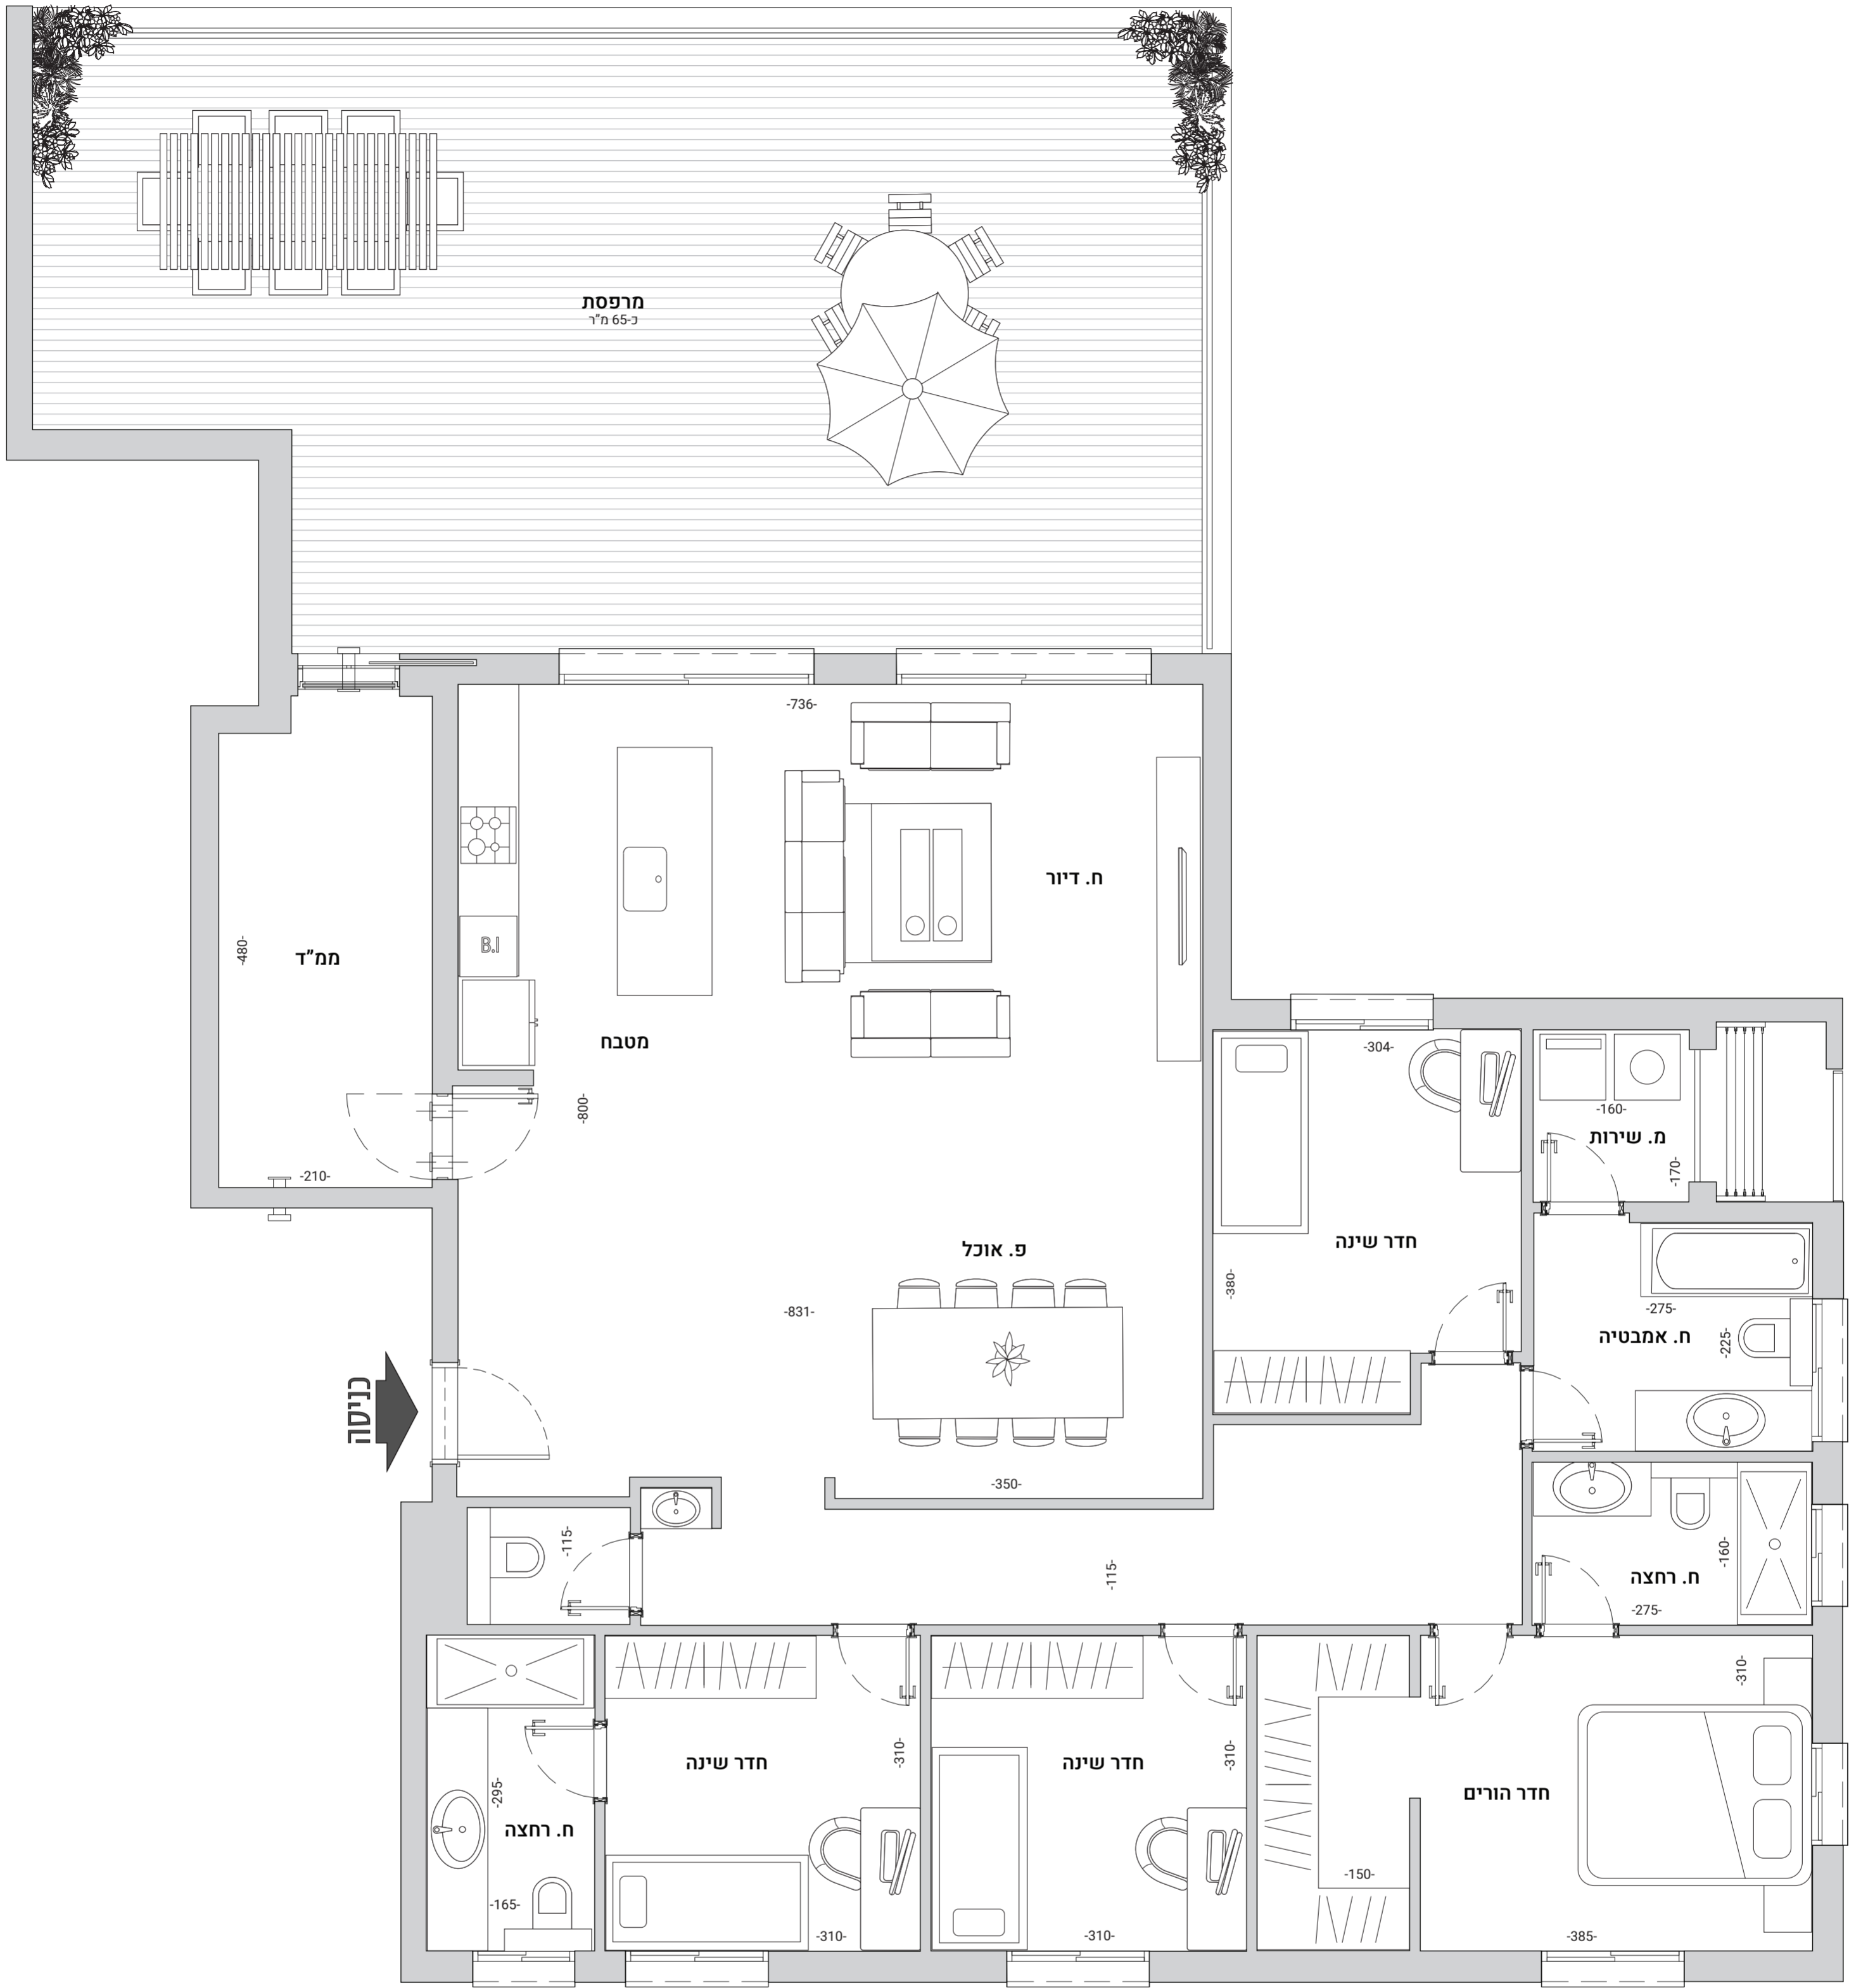 מרפסת
כ-65 מ"ר
-736-
ח. דיור
B.I
-480-
ממ"ד
מטבח
-304-
-800-
-160-
מ. שירות
-170-
-210-
חדר שינה
פ. אוכל
-380-
-831-
-275-
ח. אמבטיה
-225-
כניסה
-350-
-115-
-115-
-160-
ח. רחצה
-275-
-310-
-310-
-310-
חדר שינה
חדר שינה
חדר הורים
-295-
ח. רחצה
-150-
-165-
-310-
-310-
-385-